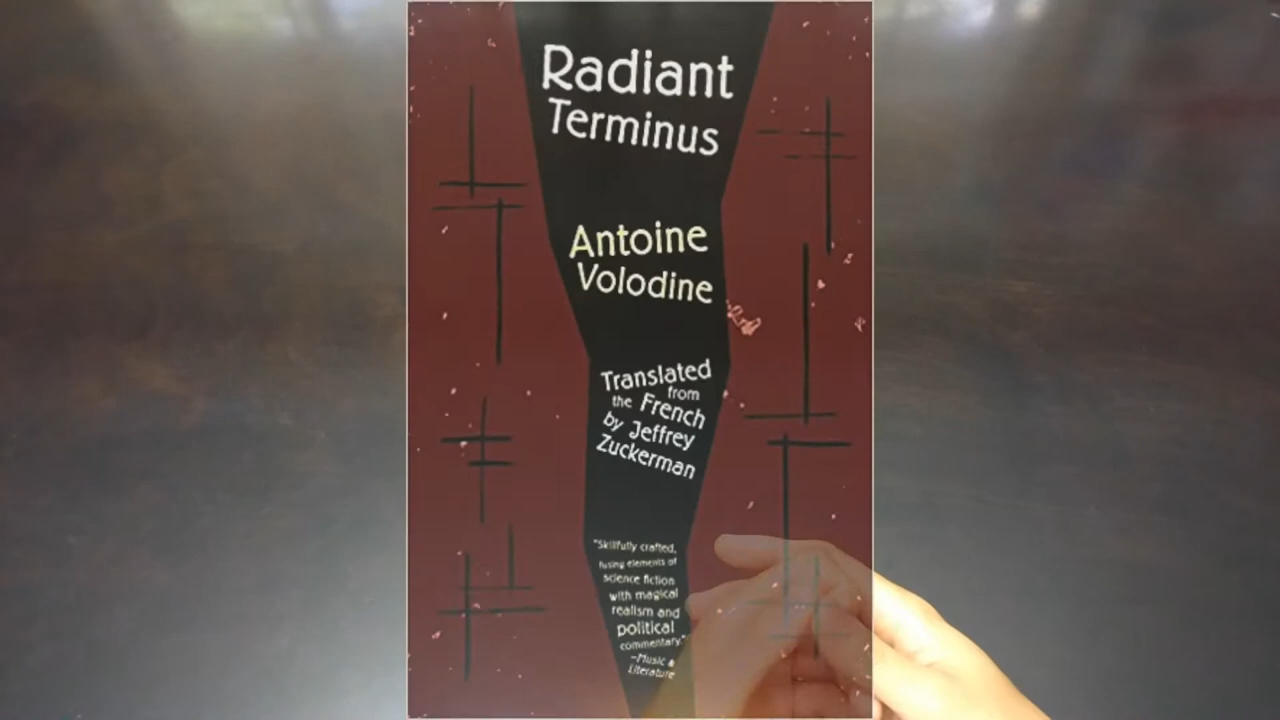 Radiant
Terminus
Antoine
Volodine
Translated
from
the French
by Jeffrey
Zuckerman
"Skillfully crafted,
fusing elements of
science fiction
with magical
realism and
political
commentary."
–Music &
Literature